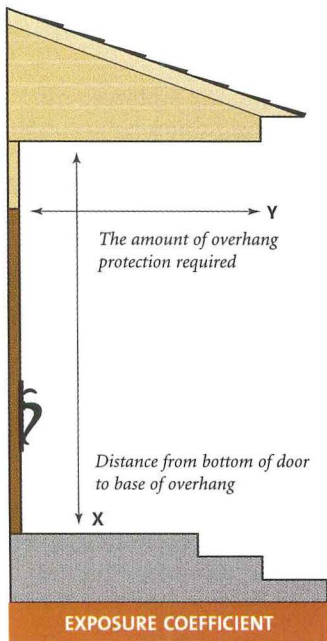 Y
The amount of overhang
protection required
Distance from bottom of door
to base of overhang
X
EXPOSURE COEFFICIENT